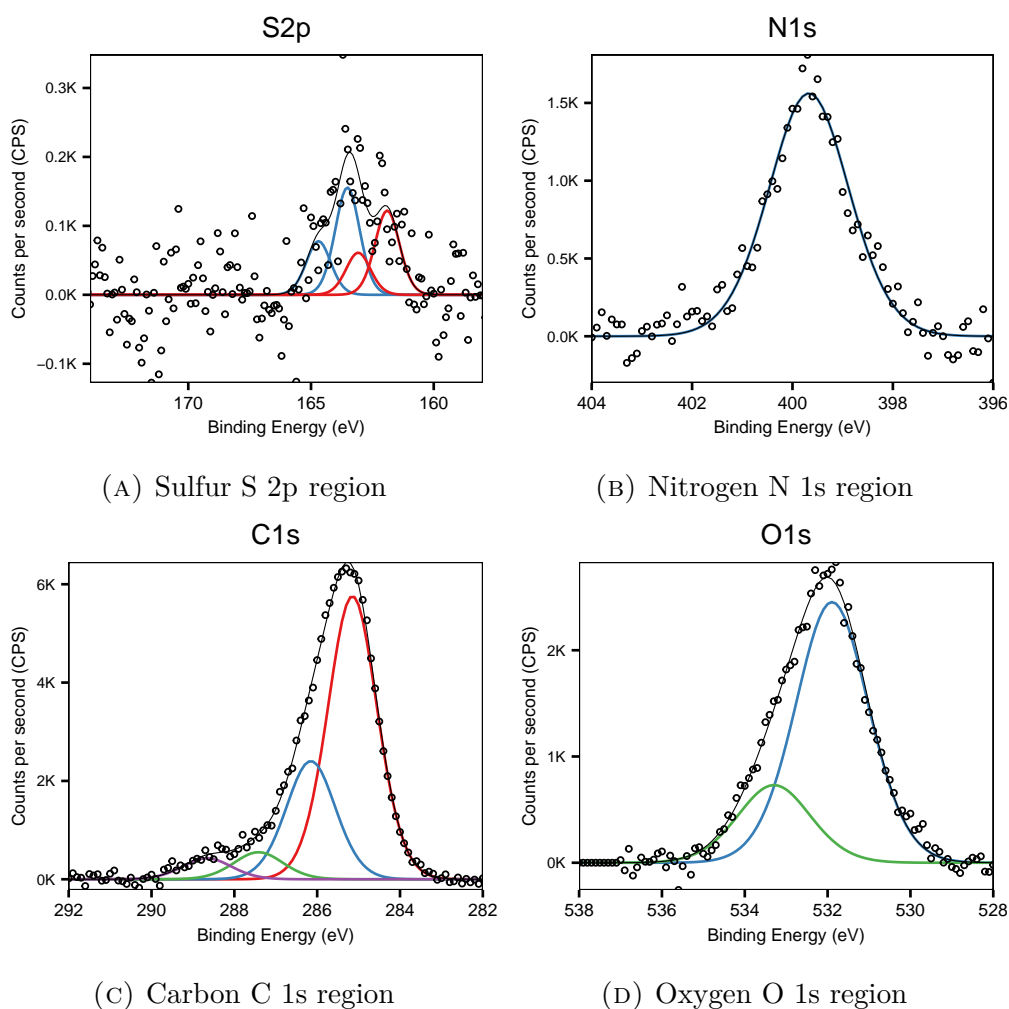 S2p
Counts per second (CPS)
0.3K
0.2K
0.1K
0.0K
−0.1K
170
165
160
Binding Energy (eV)
(A) Sulfur S 2p region
N1s
Counts per second (CPS)
1.5K
1.0K
0.5K
0.0K
404
402
400
398
396
Binding Energy (eV)
(B) Nitrogen N 1s region
C1s
Counts per second (CPS)
6K
4K
2K
0K
292
290
288
286
284
282
Binding Energy (eV)
(C) Carbon C 1s region
O1s
Counts per second (CPS)
2K
1K
0K
538
536
534
532
530
528
Binding Energy (eV)
(D) Oxygen O 1s region